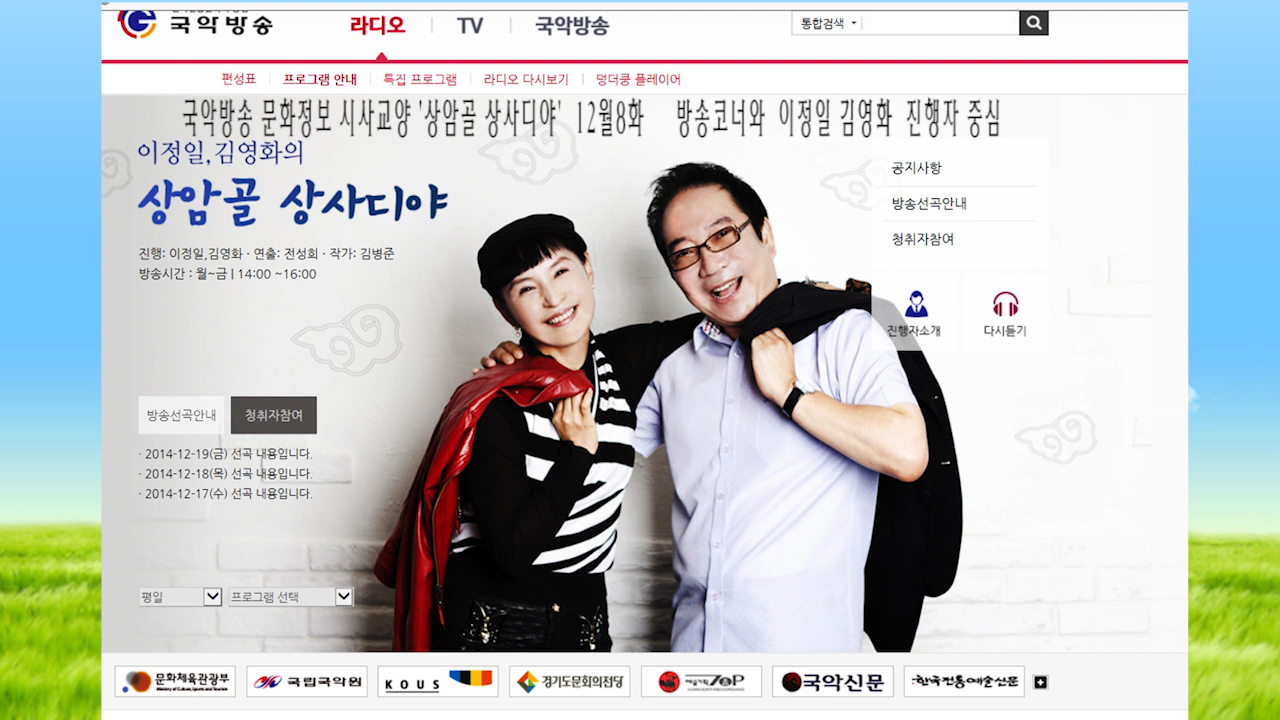 국악방송
라디오 TV 국악방송
통합검색
편성표 프로그램 안내 특집 프로그램 라디오 다시보기 덩더쿵 플레이어
국악방송 문화정보 시사교양 '상암골 상사디야' 12월8화 방송코너와 이정일 김영화 진행자 중심
이정일,김영화의
상암골 상사디야
진행: 이정일,김영화 · 연출: 전성희 · 작가: 김병준
방송시간 : 월~금 | 14:00 ~16:00
공지사항
방송선곡안내
청취자참여
진행자소개 다시듣기
방송선곡안내 청취자참여
· 2014-12-19(금) 선곡 내용입니다.
· 2014-12-18(목) 선곡 내용입니다.
· 2014-12-17(수) 선곡 내용입니다.
평일 프로그램 선택
문화체육관광부 국립국악원 KOUS 경기도문화의전당 예술기획 TOP 국악신문 한국전통예술신문
Ministry of Culture, Sports and Tourism